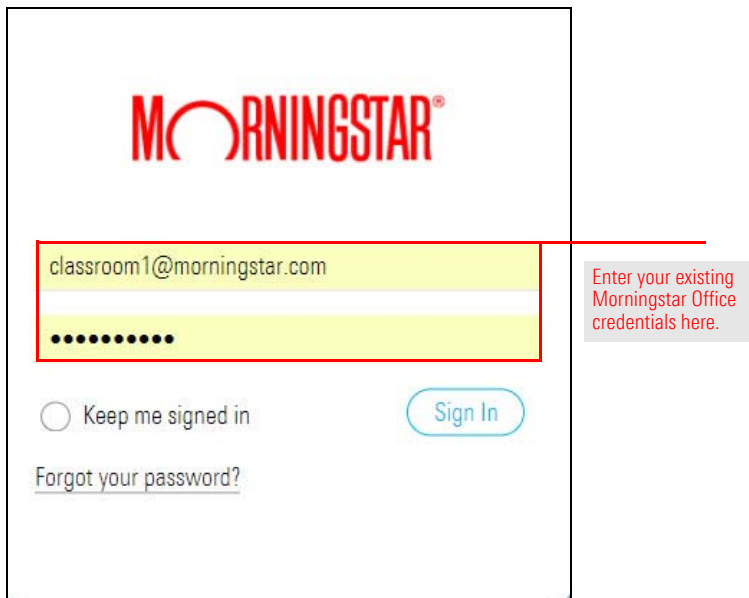 MORNINGSTAR®
classroom1@morningstar.com
••••••••••
Enter your existing
Morningstar Office
credentials here.
Keep me signed in
Sign In
Forgot your password?